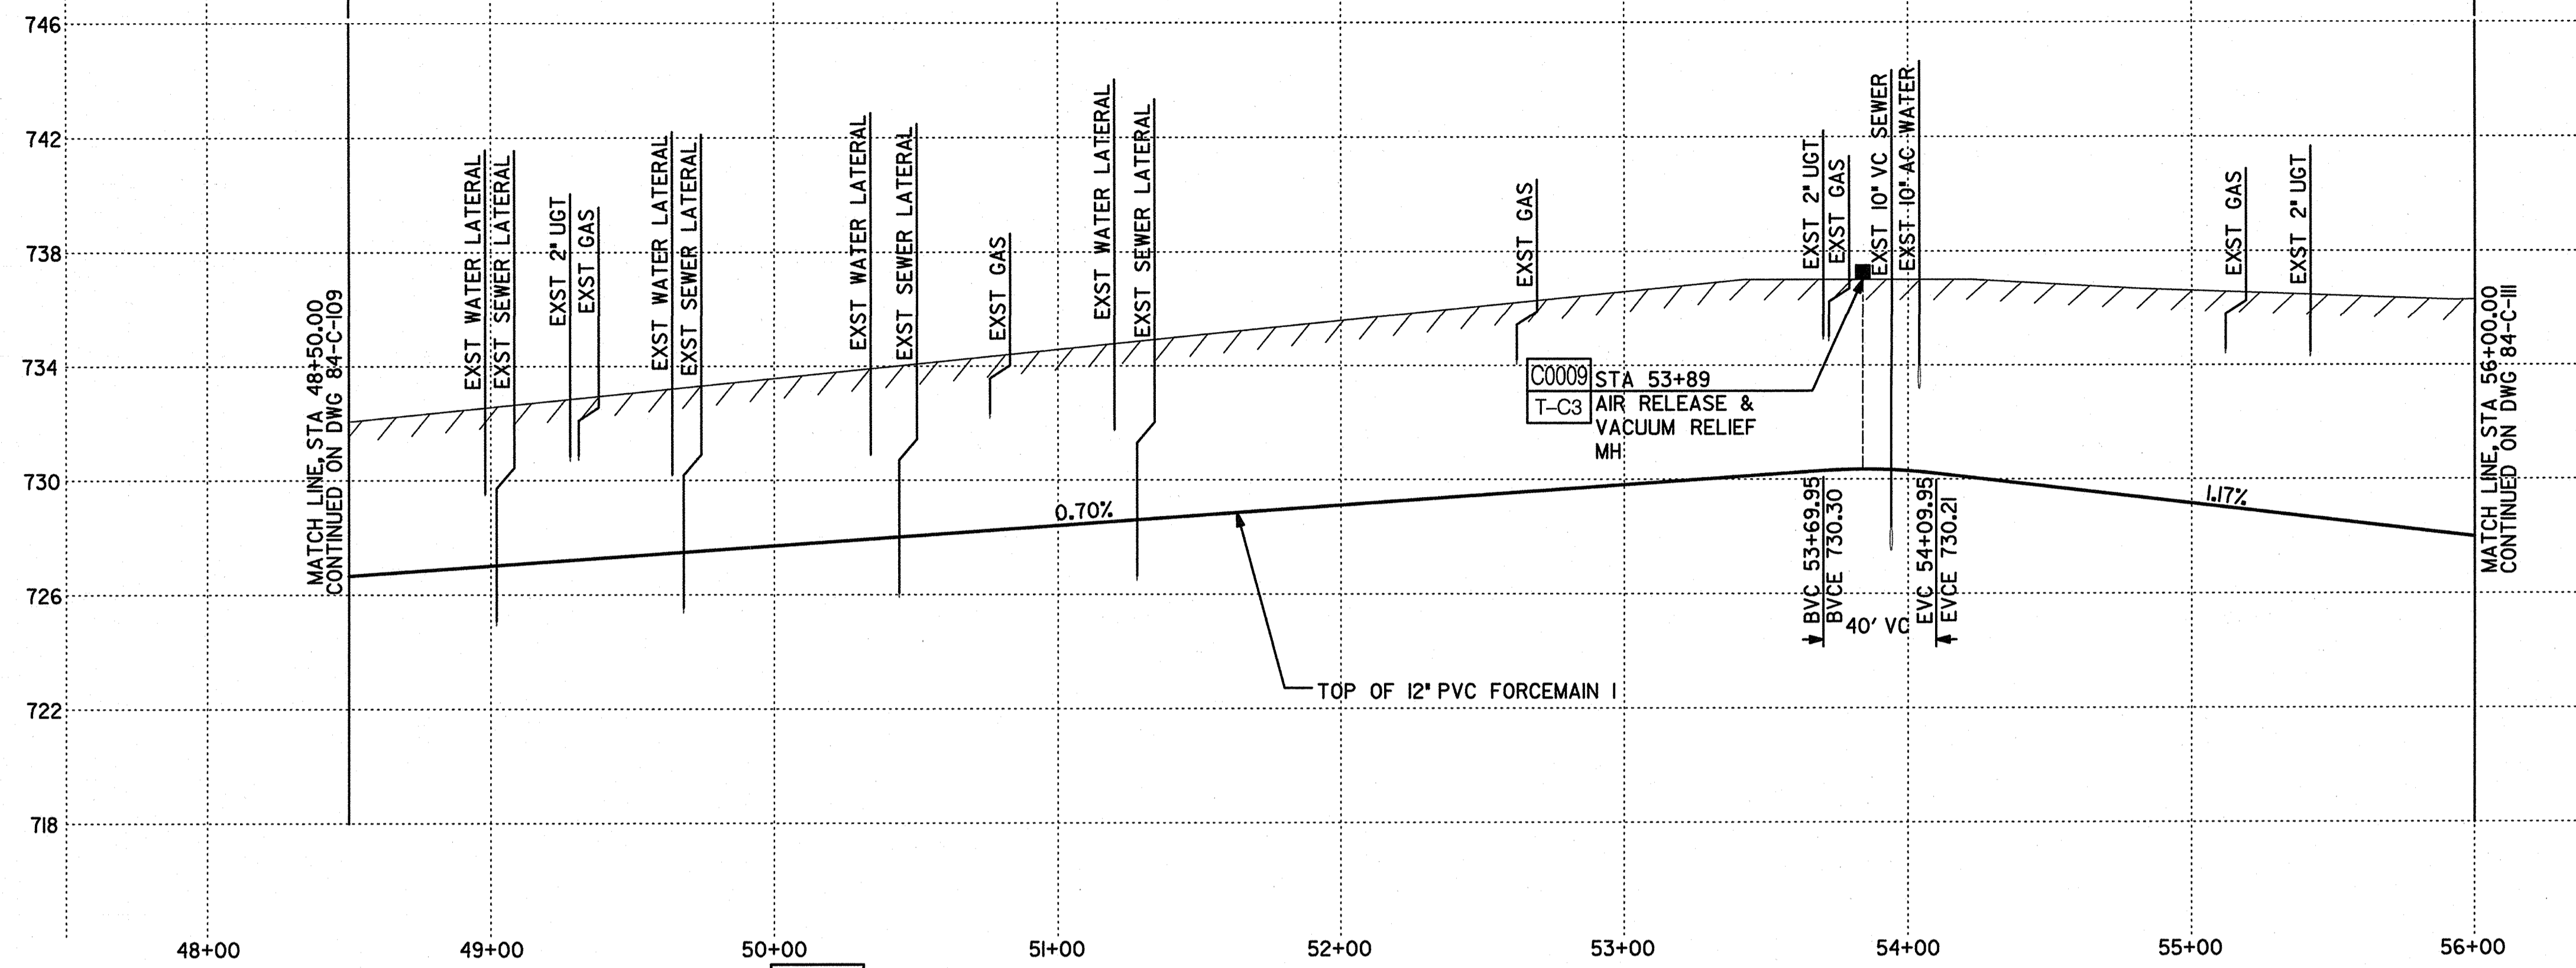 746
742
738
734
730
726
722
718
MATCH LINE, STA 48+50.00
CONTINUED ON DWG 84-C-109
EXST WATER LATERAL
EXST SEWER LATERAL
EXST 2" UGT
EXST GAS
EXST WATER LATERAL
EXST SEWER LATERAL
EXST WATER LATERAL
EXST SEWER LATERAL
EXST GAS
EXST WATER LATERAL
EXST SEWER LATERAL
EXST GAS
EXST 2" UGT
EXST GAS
EXST 10" VC SEWER
EXST 10" AC WATER
EXST GAS
EXST 2" UGT
C0009
T-C3
STA 53+89
AIR RELEASE &
VACUUM RELIEF
MH
0.70%
1.17%
BVC 53+69.95
BVCE 730.30
40' VC
EVC 54+09.95
EVCE 730.21
TOP OF 12" PVC FORCEMAIN 1
MATCH LINE, STA 56+00.00
CONTINUED ON DWG 84-C-111
48+00
49+00
50+00
51+00
52+00
53+00
54+00
55+00
56+00